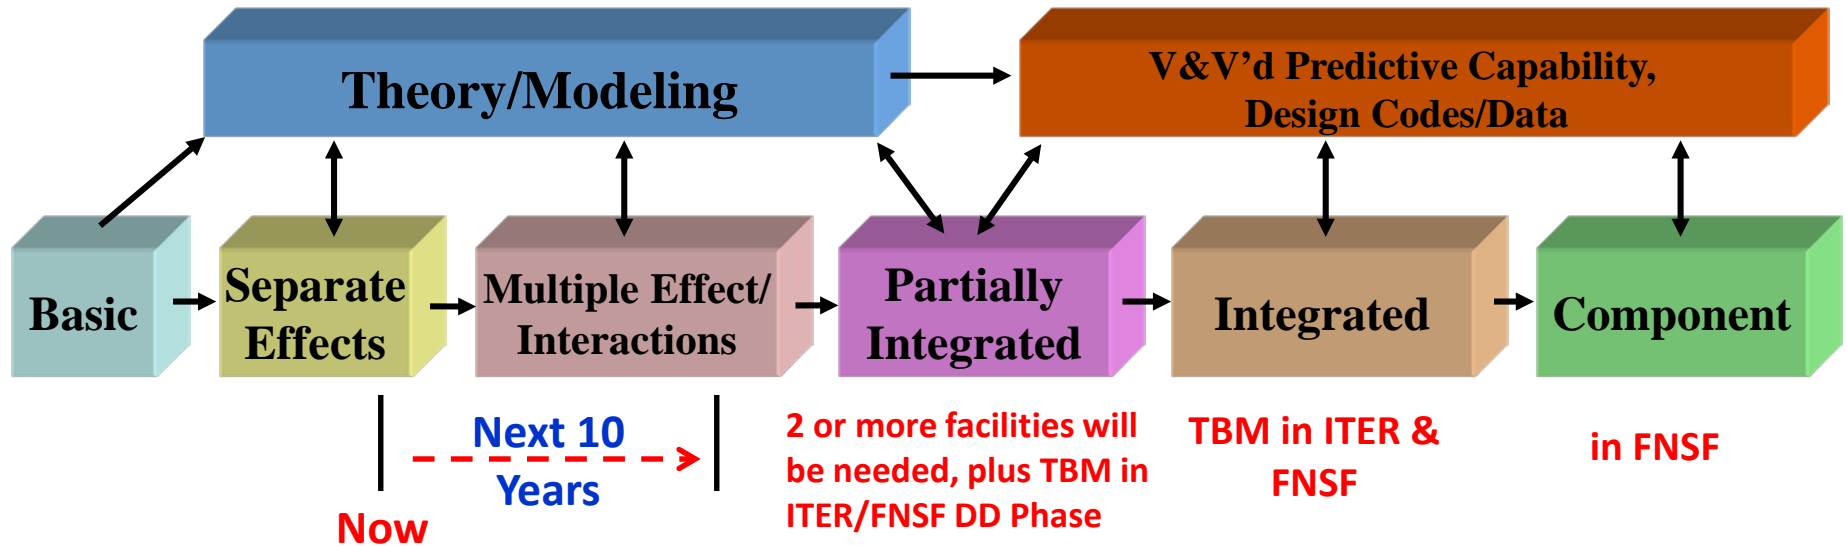 Theory/Modeling
V&V’d Predictive Capability,
Design Codes/Data
Basic
Separate
Effects
Multiple Effect/
Interactions
Partially
Integrated
Integrated
Component
Now
Next 10
Years
2 or more facilities will
be needed, plus TBM in
ITER/FNSF DD Phase
TBM in ITER &
FNSF
in FNSF